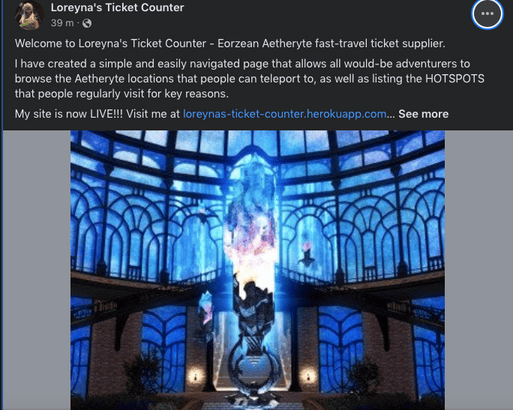 Loreyna's Ticket Counter
39 m ·
Welcome to Loreyna's Ticket Counter - Eorzean Aetheryte fast-travel ticket supplier.
I have created a simple and easily navigated page that allows all would-be adventurers to
browse the Aetheryte locations that people can teleport to, as well as listing the HOTSPOTS
that people regularly visit for key reasons.
My site is now LIVE!!! Visit me at loreynas-ticket-counter.herokuapp.com... See more